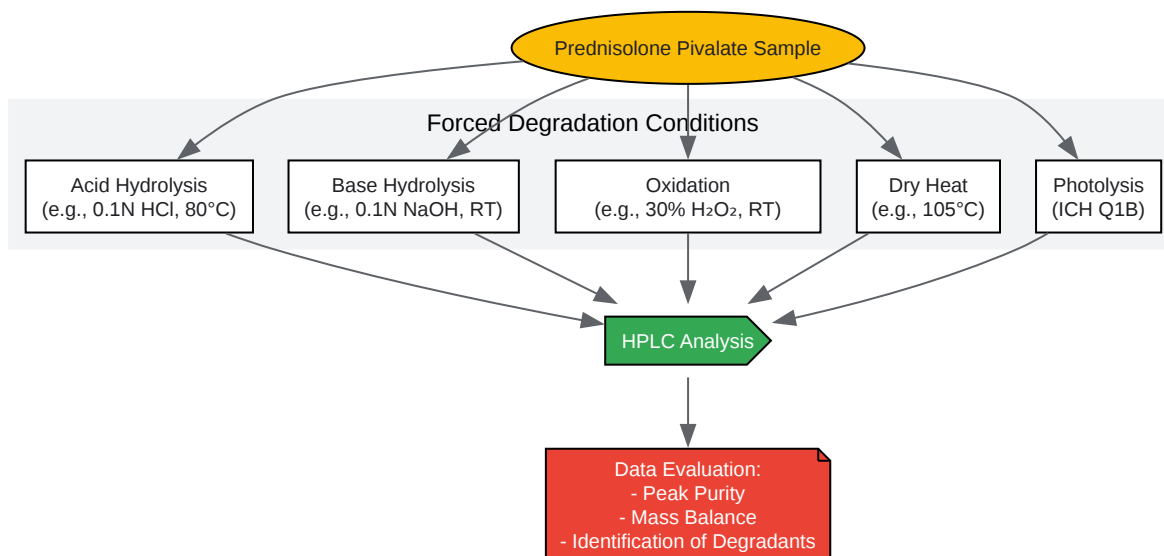 Prednisolone Pivalate Sample
Forced Degradation Conditions
Acid Hydrolysis
(e.g., 0.1N HCl, 80°C)
Base Hydrolysis
(e.g., 0.1N NaOH, RT)
Oxidation
(e.g., 30% H₂O₂, RT)
Dry Heat
(e.g., 105°C)
Photolysis
(ICH Q1B)
HPLC Analysis
Data Evaluation:
- Peak Purity
- Mass Balance
- Identification of Degradants